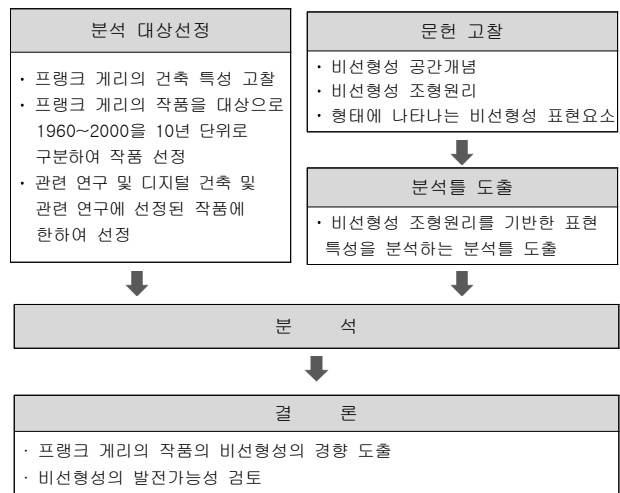 분석 대상선정
· 프랭크 게리의 건축 특성 고찰
· 프랭크 게리의 작품을 대상으로
1960~2000을 10년 단위로
구분하여 작품 선정
· 관련 연구 및 디지털 건축 및
관련 연구에 선정된 작품에
한하여 선정
문헌 고찰
· 비선형성 공간개념
· 비선형성 조형원리
· 형태에 나타나는 비선형성 표현요소
분석틀 도출
· 비선형성 조형원리를 기반한 표현
특성을 분석하는 분석틀 도출
분 석
결 론
· 프랭크 게리의 작품의 비선형성의 경향 도출
· 비선형성의 발전가능성 검토